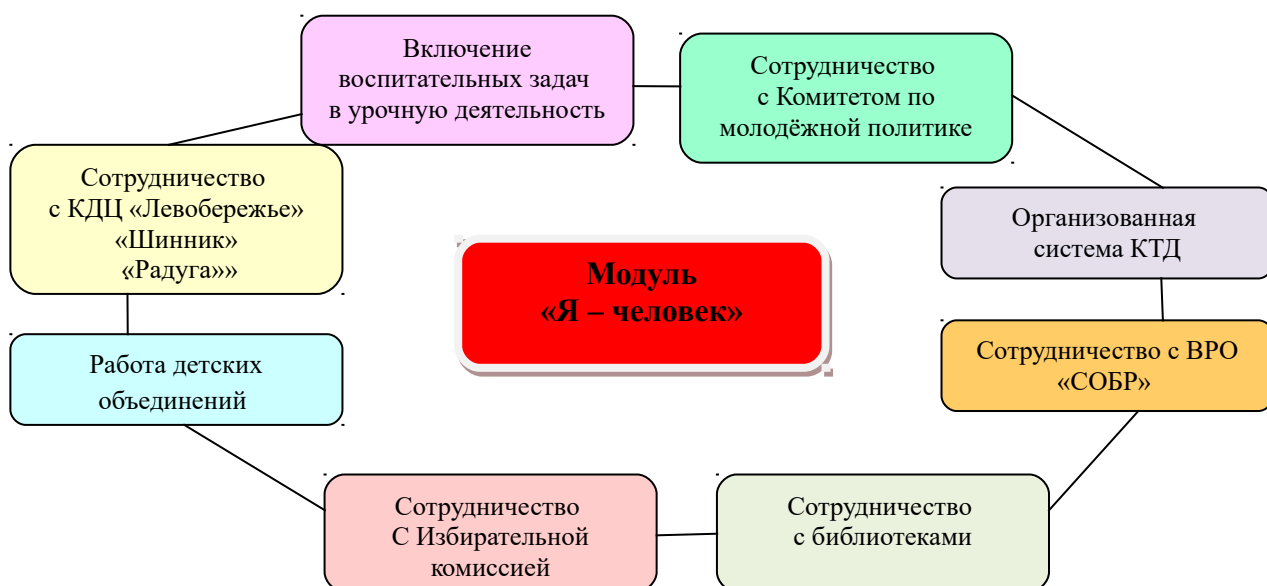 Включение
воспитательных задач
в урочную деятельность
Сотрудничество
с Комитетом по
молодёжной политике
Сотрудничество
с КДЦ «Левобережье»
«Шинник»
«Радуга»»
Организованная
система КТД
Модуль
«Я – человек»
Работа детских
объединений
Сотрудничество с ВРО
«СОБР»
Сотрудничество
С Избирательной
комиссией
Сотрудничество
с библиотеками